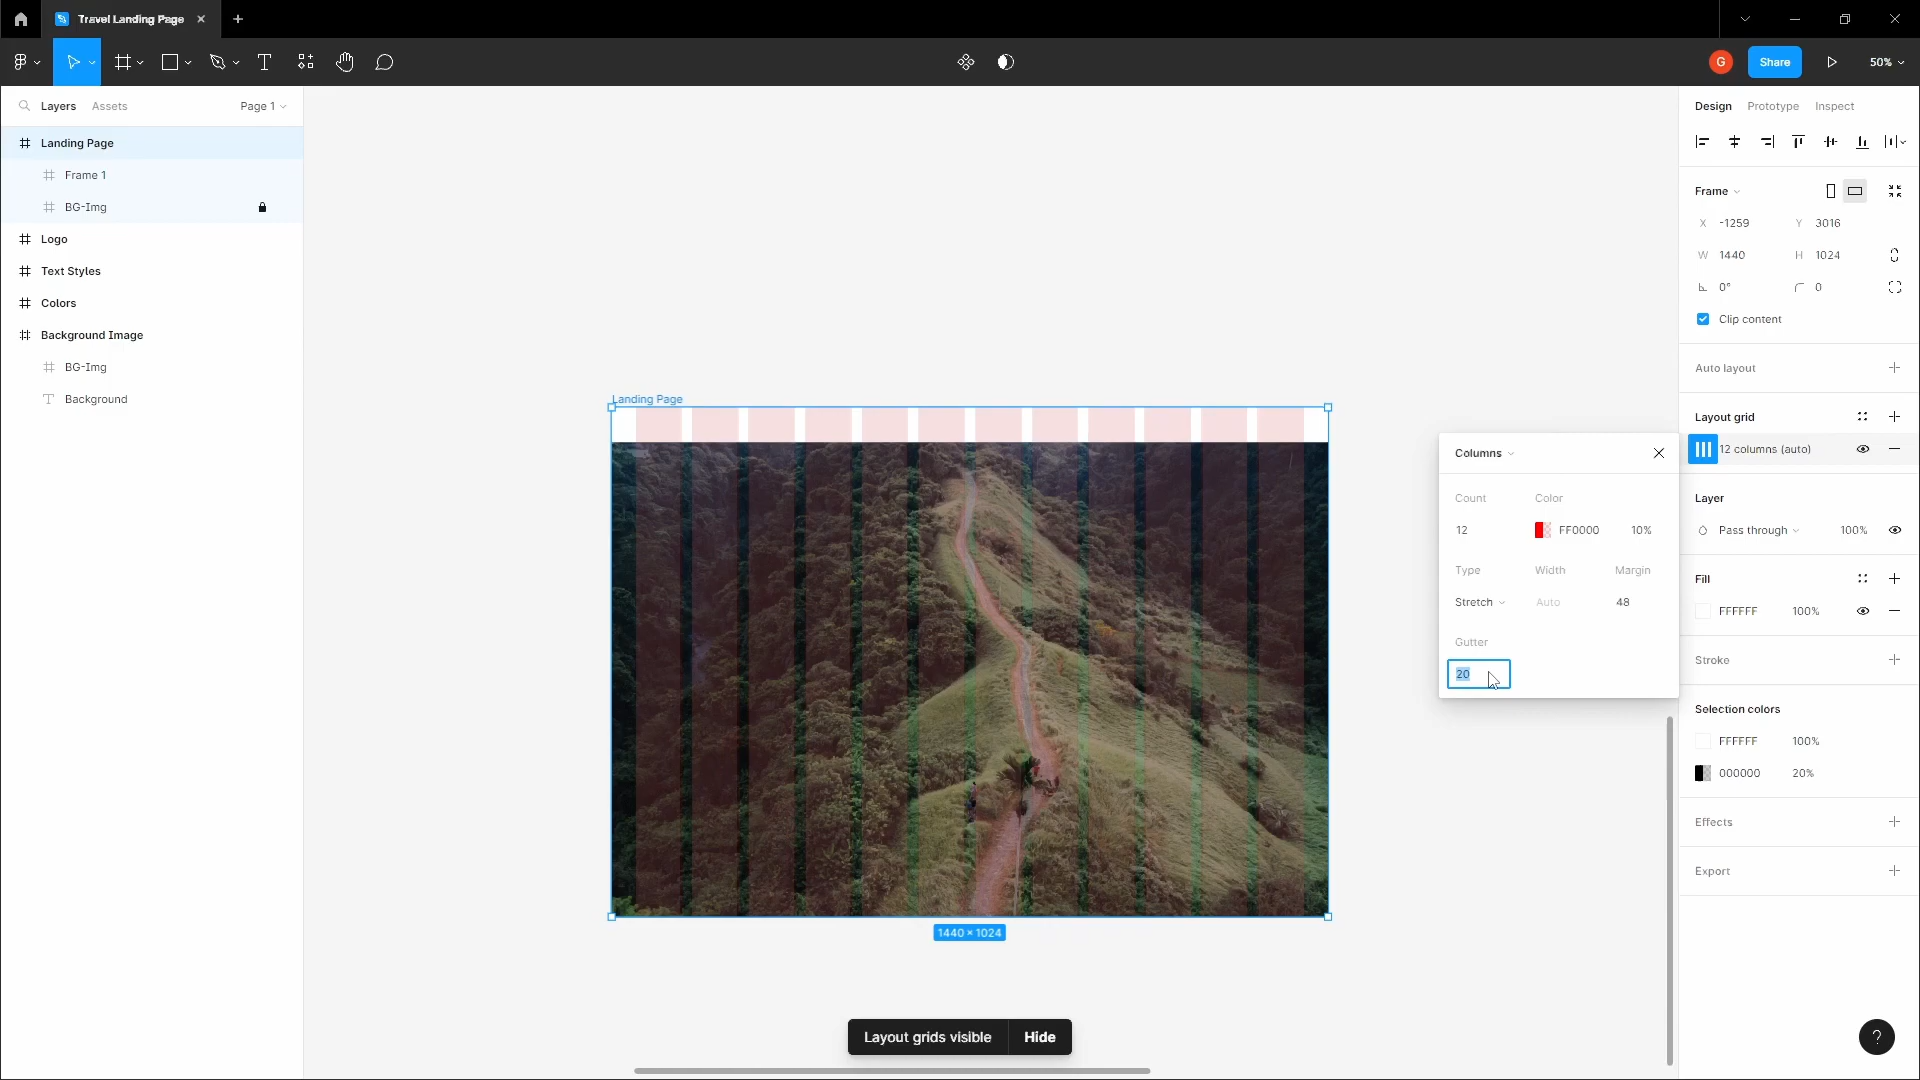 Travel Landing Page
Share
50%
Layers Assets Page 1
Landing Page
Frame 1
BG-Img
Logo
Text Styles
Colors
Background Image
BG-Img
Background
Landing Page
1440 × 1024
Layout grids visible Hide
Columns
Count Color
12 FF0000 10%
Type Width Margin
Stretch Auto 48
Gutter
20
G
Design Prototype Inspect
Frame
X -1259 Y 3016
W 1440 H 1024
0° 0
Clip content
Auto layout
Layout grid
12 columns (auto)
Layer
Pass through 100%
Fill
FFFFFF 100%
Stroke
Selection colors
FFFFFF 100%
000000 20%
Effects
Export
?